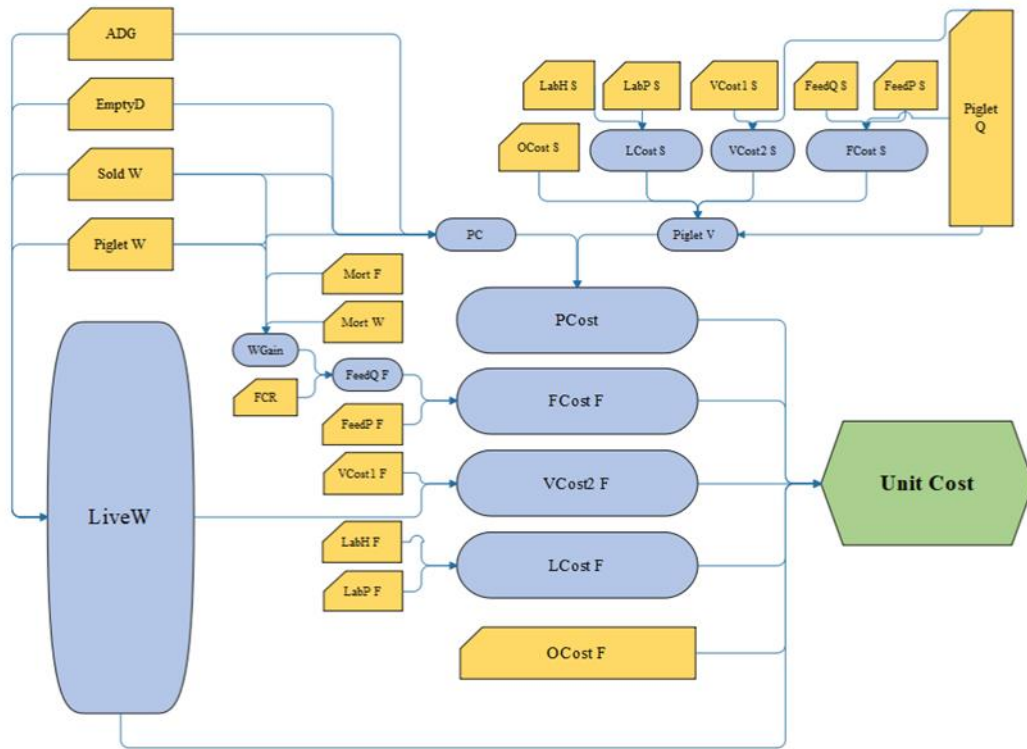 ADG
EmptyD
Sold W
Piglet W
LabH S
LabP S
VCost1 S
FeedQ S
FeedP S
Piglet
Q
OCost S
LCost S
VCost2 S
FCost S
PC
Piglet V
Mort F
Mort W
WGain
FeedQ F
FCR
FeedP F
VCost1 F
LabH F
LabP F
LiveW
PCost
FCost F
VCost2 F
LCost F
OCost F
Unit Cost